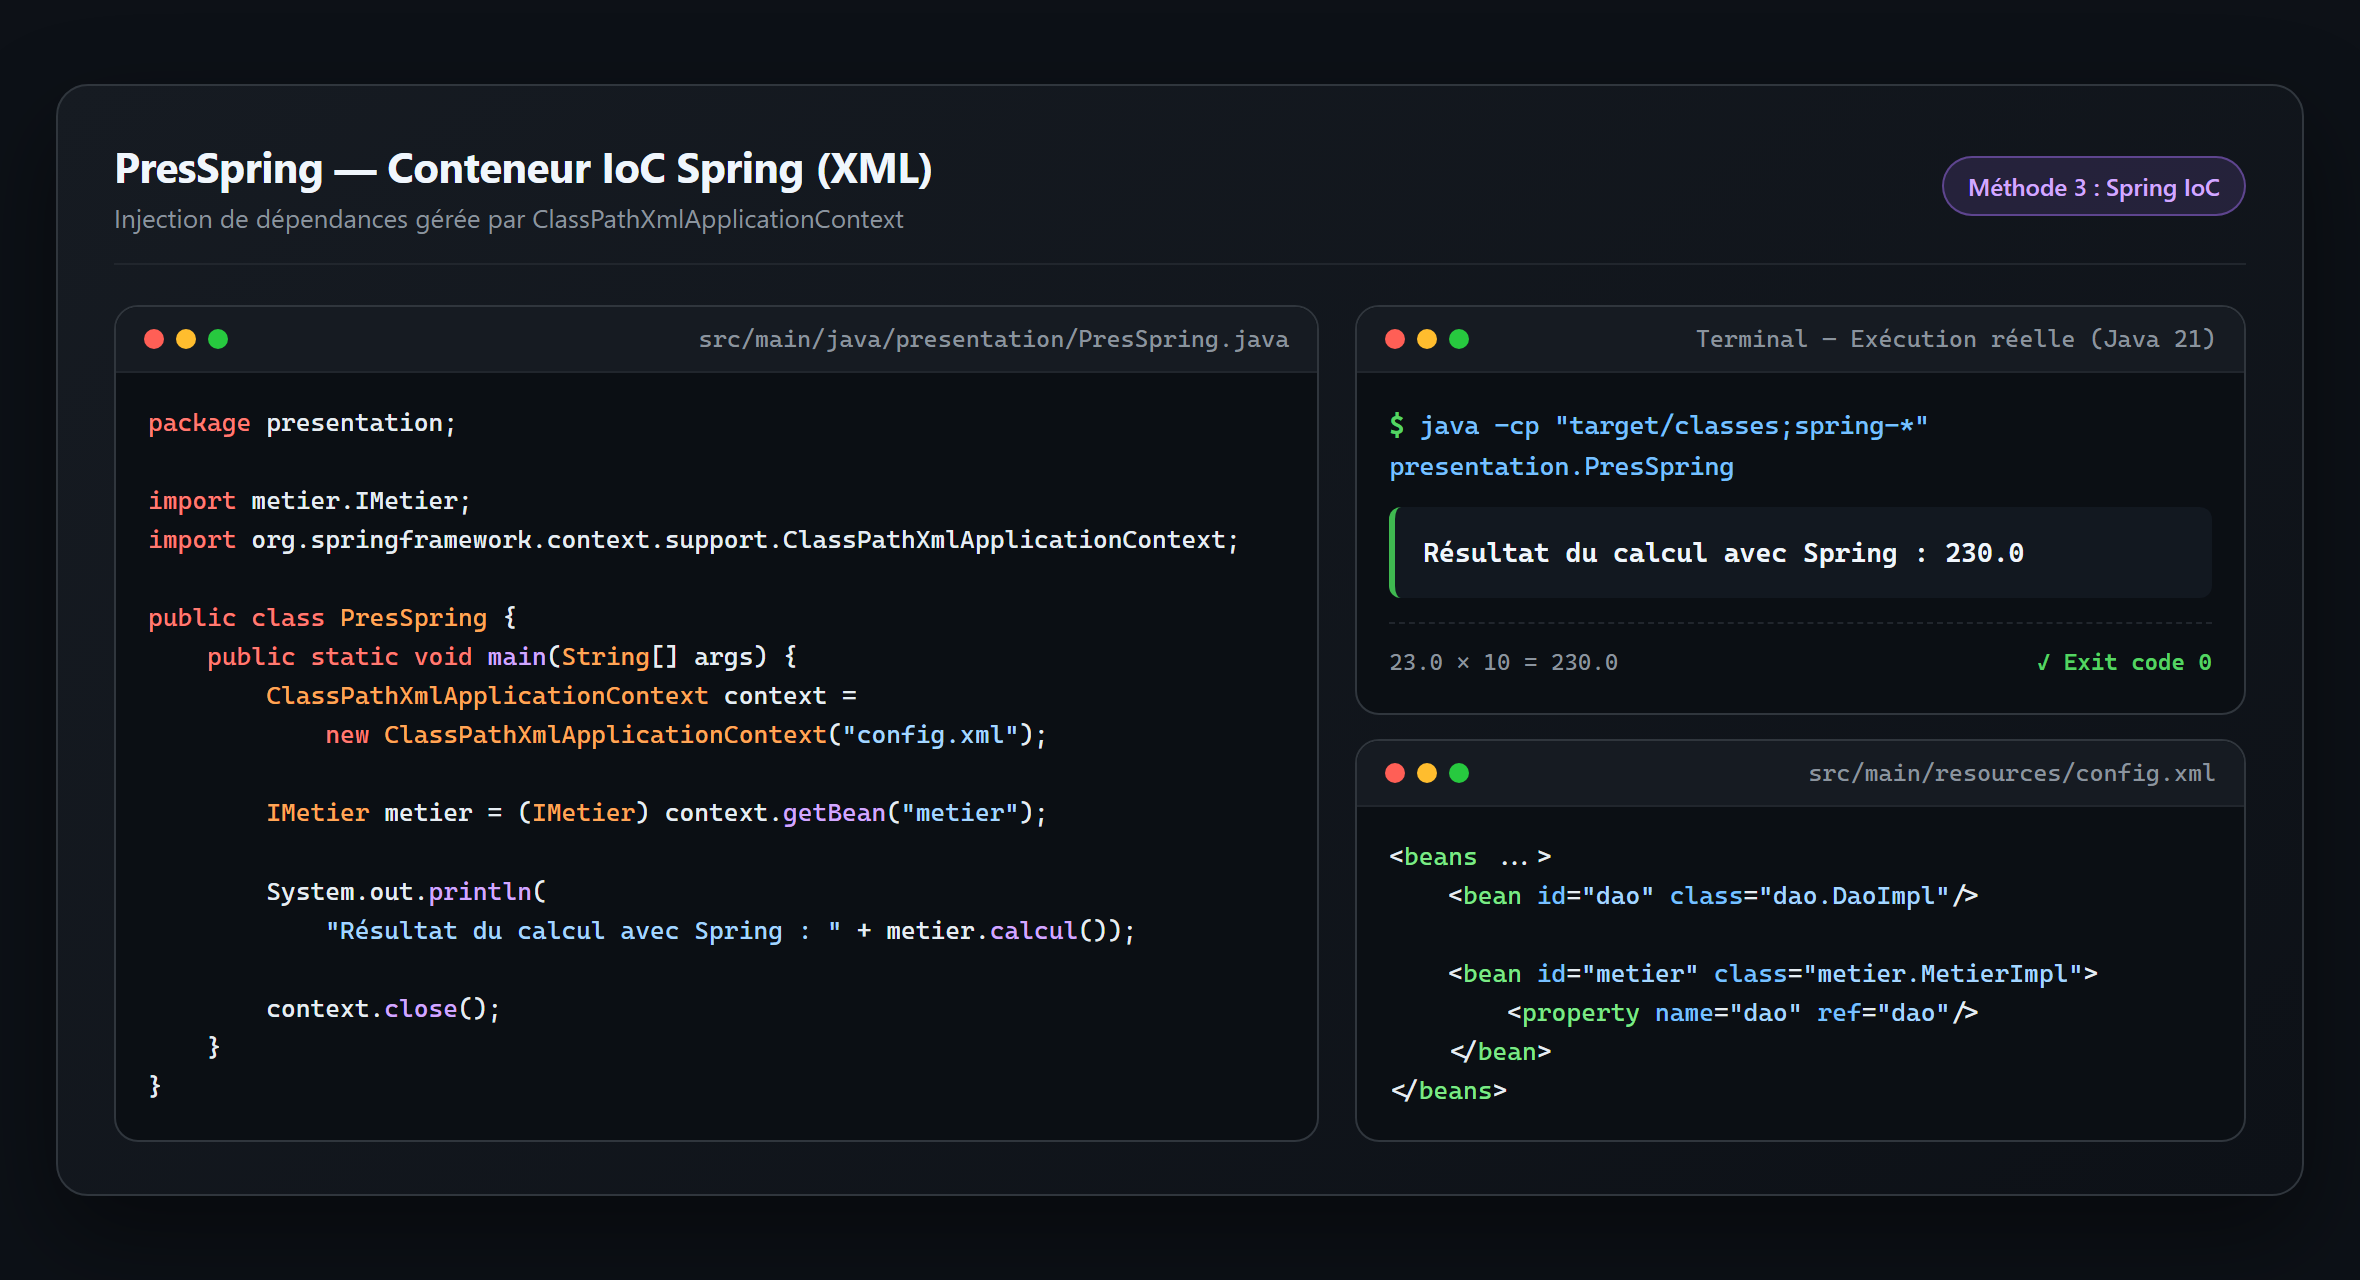 PresSpring — Conteneur IoC Spring (XML)
Injection de dépendances gérée par ClassPathXmlApplicationContext
Méthode 3 : Spring IoC
src/main/java/presentation/PresSpring.java
package presentation;
import metier.IMetier;
import org.springframework.context.support.ClassPathXmlApplicationContext;
public class PresSpring {
    public static void main(String[] args) {
        ClassPathXmlApplicationContext context =
            new ClassPathXmlApplicationContext("config.xml");
        IMetier metier = (IMetier) context.getBean("metier");
        System.out.println(
            "Résultat du calcul avec Spring : " + metier.calcul());
        context.close();
    }
}
Terminal — Exécution réelle (Java 21)
$ java -cp "target/classes;spring-*"
presentation.PresSpring
Résultat du calcul avec Spring : 230.0
23.0 × 10 = 230.0
✓ Exit code 0
src/main/resources/config.xml
<beans ...>
    <bean id="dao" class="dao.DaoImpl"/>
    <bean id="metier" class="metier.MetierImpl">
        <property name="dao" ref="dao"/>
    </bean>
</beans>